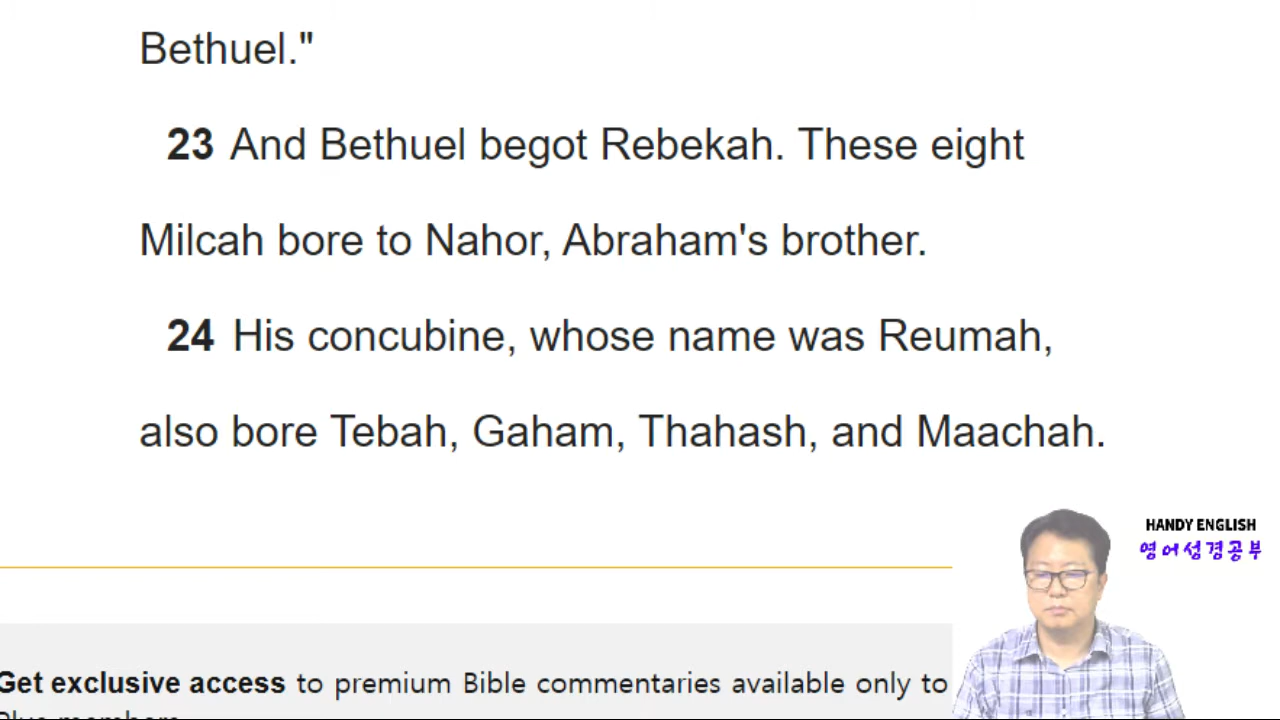 Bethuel."
23 And Bethuel begot Rebekah. These eight
Milcah bore to Nahor, Abraham's brother.
24 His concubine, whose name was Reumah,
also bore Tebah, Gaham, Thahash, and Maachah.
HANDY ENGLISH
영어성경공부
Get exclusive access to premium Bible commentaries available only to
Plus members